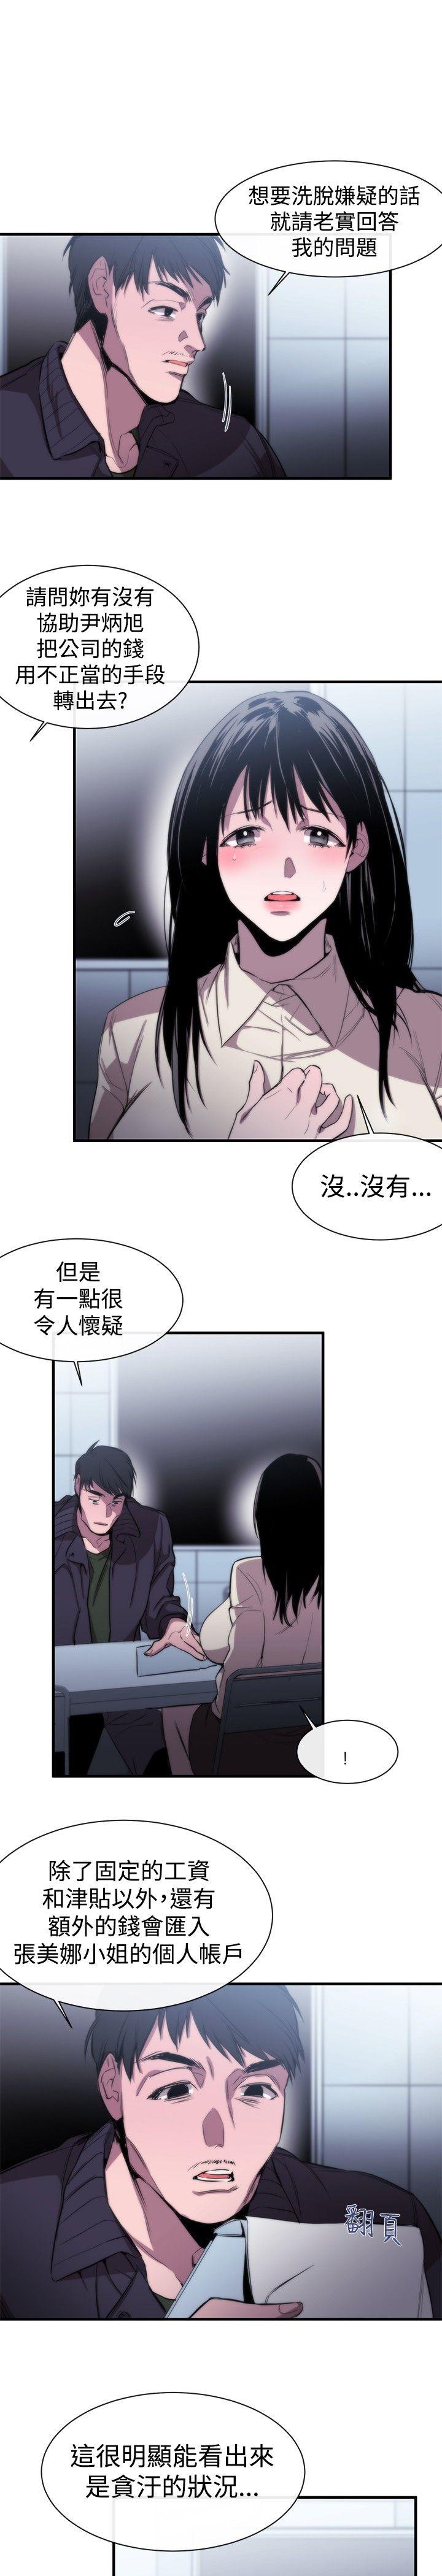 想要洗脫嫌疑的話
就請老實回答
我的問題
請問妳有沒有
協助尹炳旭
把公司的錢
用不正當的手段
轉出去?
沒..沒有...
但是
有一點很
令人懷疑
!
除了固定的工資
和津貼以外,還有
額外的錢會匯入
張美娜小姐的個人帳戶
翻頁
這很明顯能看出來
是貪汙的狀況...